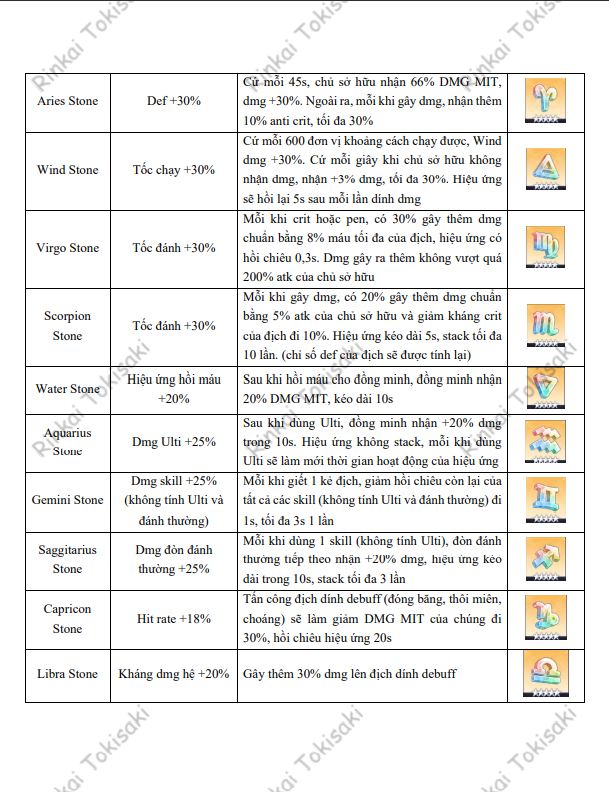 Rinkai Tokisaki
Rinkai Tokisaki
Rinkai Tokisaki
Aries Stone
Def +30%
Cứ mỗi 45s, chủ sở hữu nhận 66% DMG MIT,
dmg +30%. Ngoài ra, mỗi khi gây dmg, nhận thêm
10% anti crit, tối đa 30%
Wind Stone
Tốc chạy +30%
Cứ mỗi 600 đơn vị khoảng cách chạy được, Wind
dmg +30%. Cứ mỗi giây khi chủ sở hữu không
nhận dmg, nhận +3% dmg, tối đa 30%. Hiệu ứng
sẽ hồi lại 5s sau mỗi lần dính dmg
Virgo Stone
Tốc đánh +30%
Mỗi khi crit hoặc pen, có 30% gây thêm dmg
chuẩn bằng 8% máu tối đa của địch, hiệu ứng có
hồi chiêu 0,3s. Dmg gây ra thêm không vượt quá
200% atk của chủ sở hữu
Scorpion
Stone
Tốc đánh +30%
Mỗi khi gây dmg, có 20% gây thêm dmg chuẩn
bằng 5% atk của chủ sở hữu và giảm kháng crit
của địch đi 10%. Hiệu ứng kéo dài 5s, stack tối đa
10 lần. (chỉ số def của địch sẽ được tính lại)
Rinkai Tokisaki
Rinkai Tokisaki
Rinkai Tokisaki
Water Stone
Hiệu ứng hồi máu
+20%
Sau khi hồi máu cho đồng minh, đồng minh nhận
20% DMG MIT, kéo dài 10s
Aquarius
Stone
Dmg Ulti +25%
Sau khi dùng Ulti, đồng minh nhận +20% dmg
trong 10s. Hiệu ứng không stack, mỗi khi dùng
Ulti sẽ làm mới thời gian hoạt động của hiệu ứng
Gemini Stone
Dmg skill +25%
(không tính Ulti và
đánh thường)
Mỗi khi giết 1 kẻ địch, giảm hồi chiêu còn lại của
tất cả các skill (không tính Ulti và đánh thường) đi
1s, tối đa 3s 1 lần
Saggitarius
Stone
Dmg đòn đánh
thường +25%
Mỗi khi dùng 1 skill (không tính Ulti), đòn đánh
thường tiếp theo nhận +20% dmg, hiệu ứng kéo
dài trong 10s, stack tối đa 3 lần
Capricon
Stone
Hit rate +18%
Tấn công địch dính debuff (đóng băng, thôi miên,
choáng) sẽ làm giảm DMG MIT của chúng đi
30%, hồi chiêu hiệu ứng 20s
Libra Stone
Kháng dmg hệ +20%
Gây thêm 30% dmg lên địch dính debuff
Tokisaki
Tokisaki
Tokisaki